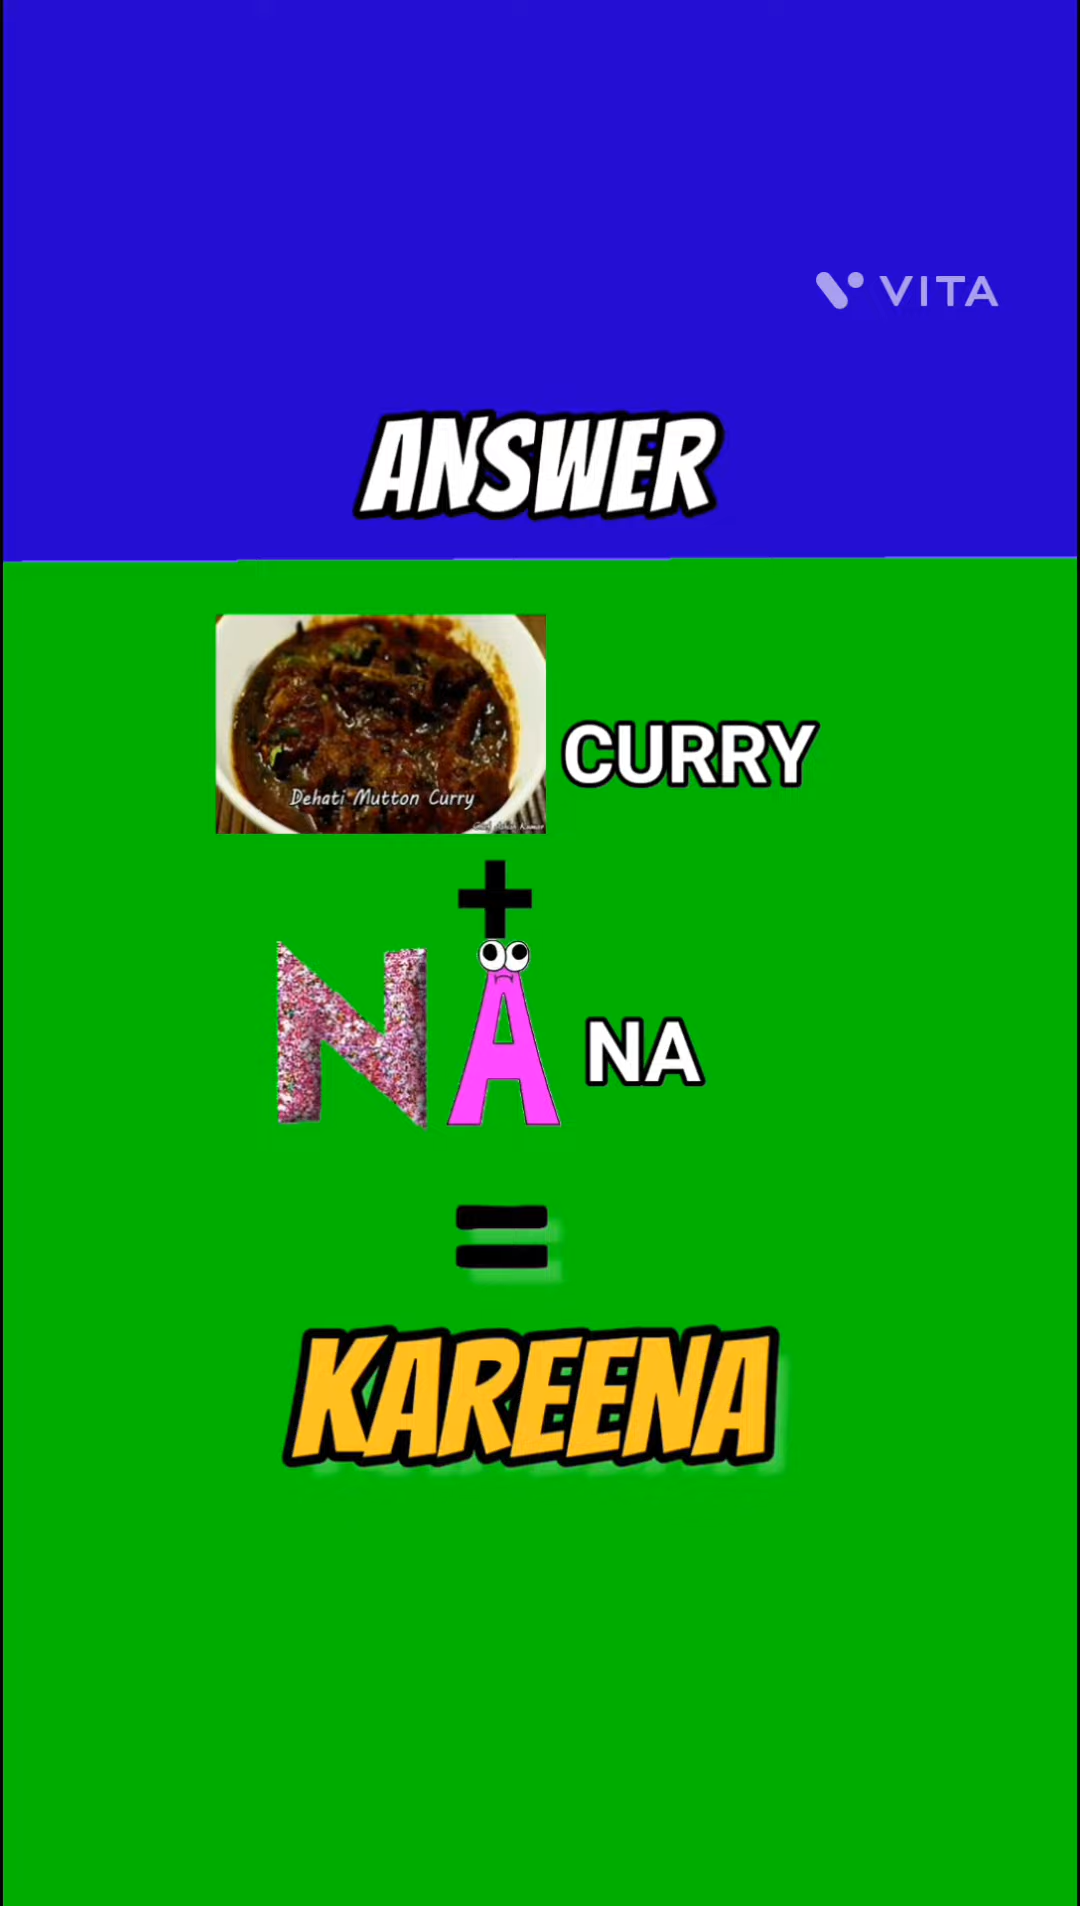 VITA
ANSWER
Dehati Mutton Curry
CURRY
+
NA NA
=
KAREENA